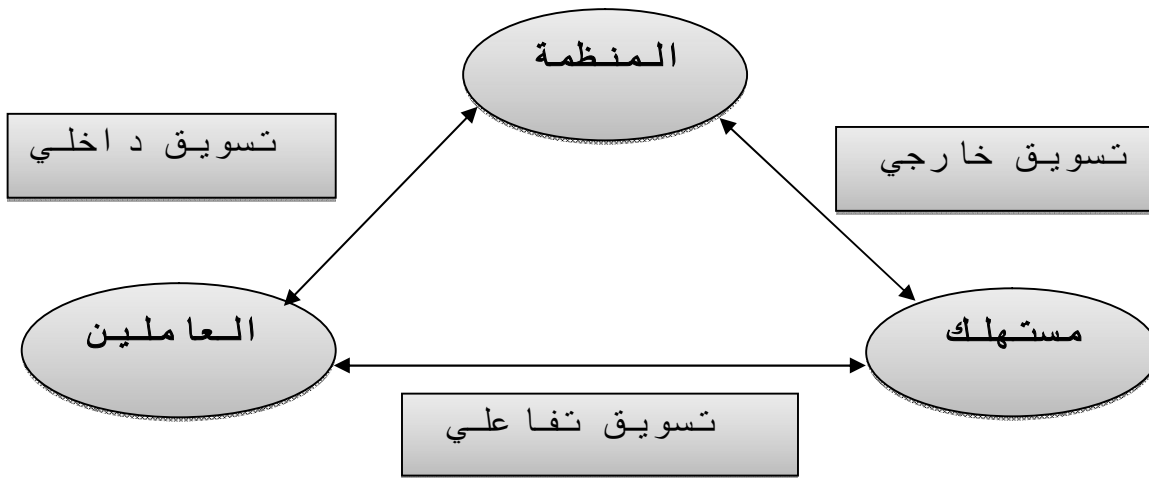 المنظمة
تسويق داخلي
تسويق خارجي
العاملين
مستهلك
تسويق تفاعلي